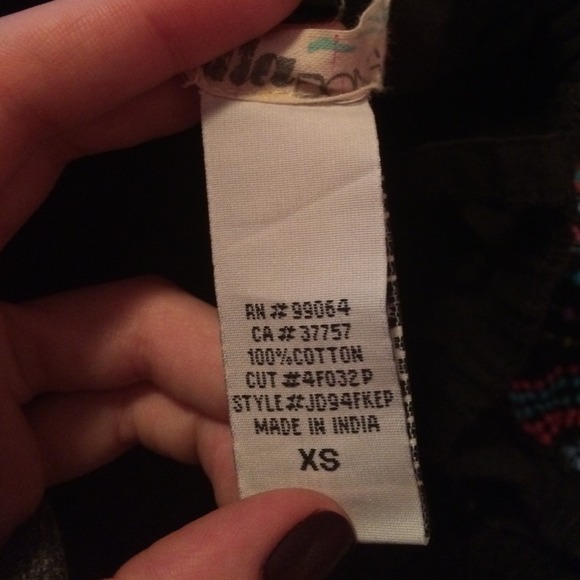 RN#99064
CA#37757
100%COTTON
CUT #4F032P
STYLE#JD94FKEP
MADE IN INDIA
XS